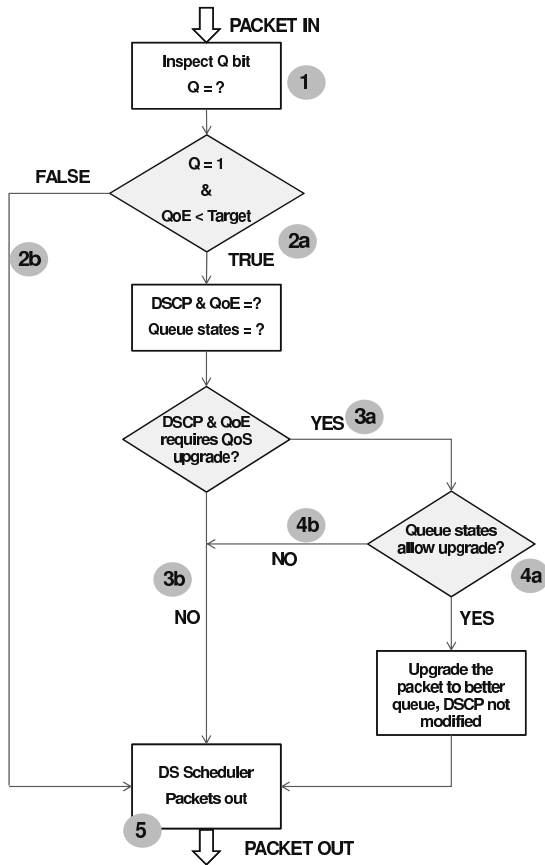 PACKET IN
Inspect Q bit
Q = ?
1
Q = 1
&
QoE < Target
FALSE
2a
2b
TRUE
DSCP & QoE =?
Queue states = ?
DSCP & QoE
requires QoS
upgrade?
YES
3a
Queue states
alllow upgrade?
4b
NO
4a
3b
NO
YES
Upgrade the
packet to better
queue, DSCP not
modified
DS Scheduler
Packets out
5
PACKET OUT